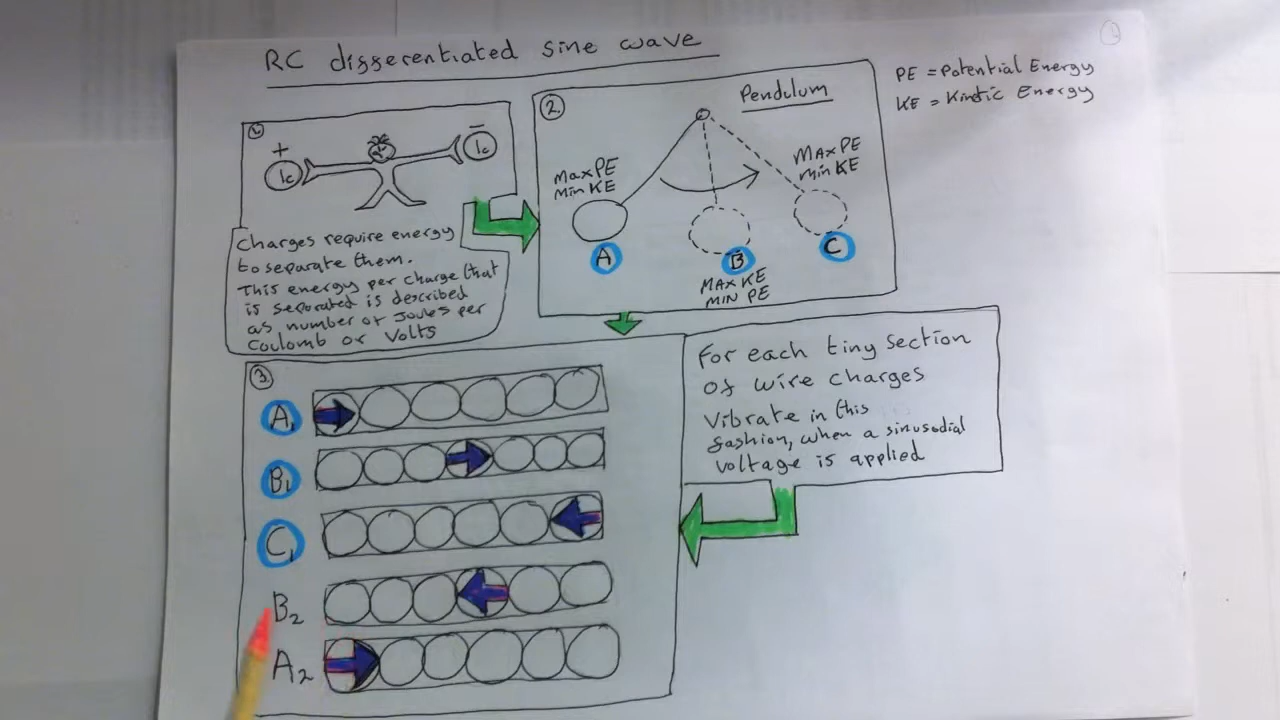 RC differentiated sine wave
PE = Potential Energy
KE = Kinetic Energy
1
+
-
1c
1c
Charges require energy
to separate them.
This energy per charge that
is separated is described
as number of Joules per
Coulomb or Volts
2.
Pendulum
Max PE
Min KE
Max PE
min KE
A
B
C
MAX KE
MIN PE
For each tiny section
of wire charges
Vibrate in this
fashion, when a sinusodial
voltage is applied
3
A1
B1
C1
B2
A2